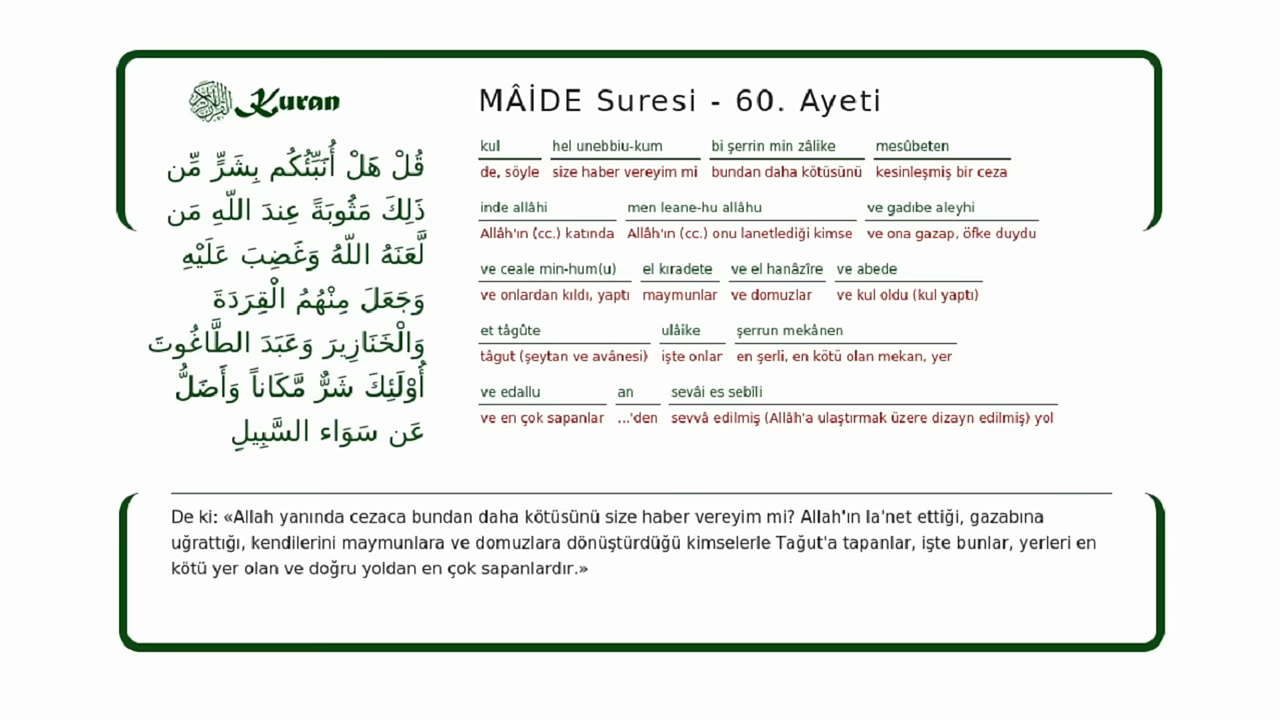 Kuran
MÂİDE Suresi - 60. Ayeti
قُلْ هَلْ أُنَبِّئُكُم بِشَرٍّ مِّن
ذَلِكَ مَثُوبَةً عِندَ اللّهِ مَن
لَّعَنَهُ اللّهُ وَغَضِبَ عَلَيْهِ
وَجَعَلَ مِنْهُمُ الْقِرَدَةَ
وَالْخَنَازِيرَ وَعَبَدَ الطَّاغُوتَ
أُوْلَئِكَ شَرٌّ مَّكَاناً وَأَضَلُّ
عَن سَوَاء السَّبِيلِ
kul hel unebbiu-kum bi şerrin min zâlike mesûbeten
de, söyle size haber vereyim mi bundan daha kötüsünü kesinleşmiş bir ceza
inde allâhi men leane-hu allâhu ve gadıbe aleyhi
Allâh'ın (cc.) katında Allâh'ın (cc.) onu lanetlediği kimse ve ona gazap, öfke duydu
ve ceale min-hum(u) el kıradete ve el hanâzîre ve abede
ve onlardan kıldı, yaptı maymunlar ve domuzlar ve kul oldu (kul yaptı)
et tâgûte ulâike şerrun mekânen
tâgut (şeytan ve avânesi) işte onlar en şerli, en kötü olan mekan, yer
ve edallu an sevâi es sebîli
ve en çok sapanlar ...'den sevvâ edilmiş (Allâh'a ulaştırmak üzere dizayn edilmiş) yol
De ki: «Allah yanında cezaca bundan daha kötüsünü size haber vereyim mi? Allah'ın la'net ettiği, gazabına
uğrattığı, kendilerini maymunlara ve domuzlara dönüştürdüğü kimselerle Tağut'a tapanlar, işte bunlar, yerleri en
kötü yer olan ve doğru yoldan en çok sapanlardır.»